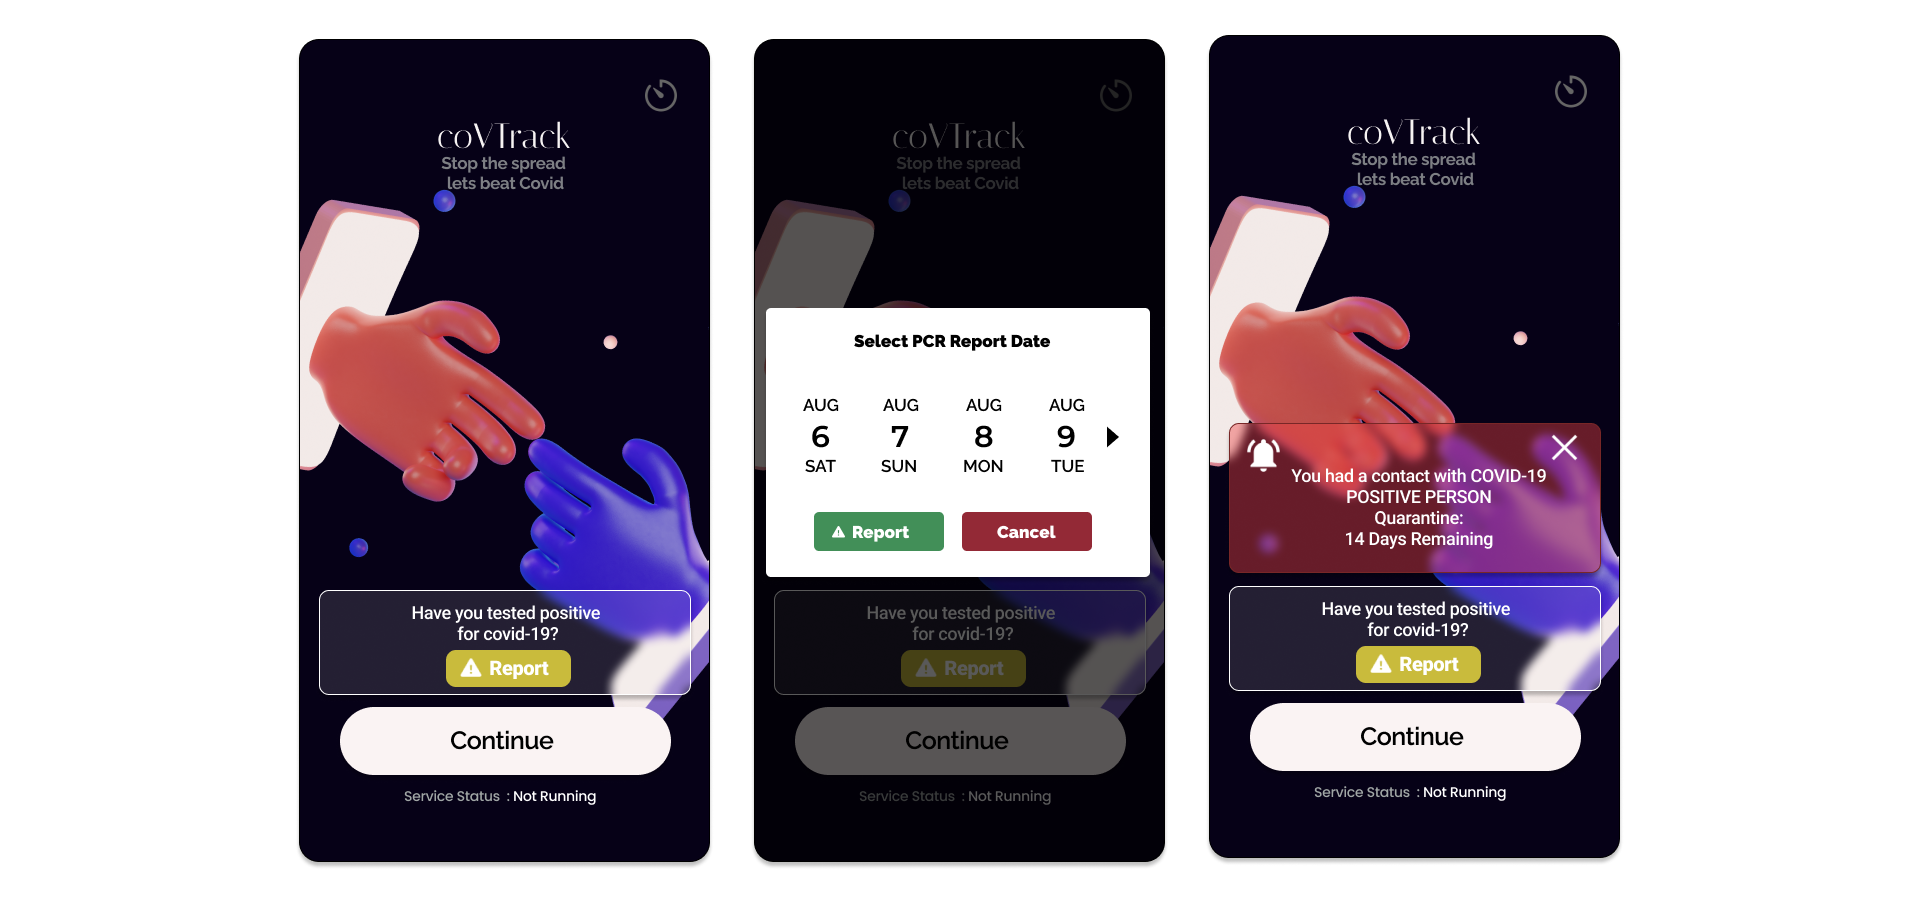 coVTrack
Stop the spread
lets beat Covid
Have you tested positive
for covid-19?
Report
Continue
Service Status : Not Running
coVTrack
Stop the spread
lets beat Covid
Select PCR Report Date
AUG AUG AUG AUG
6 7 8 9
SAT SUN MON TUE
Report Cancel
Have you tested positive
for covid-19?
Report
Continue
Service Status : Not Running
coVTrack
Stop the spread
lets beat Covid
You had a contact with COVID-19
POSITIVE PERSON
Quarantine:
14 Days Remaining
Have you tested positive
for covid-19?
Report
Continue
Service Status : Not Running